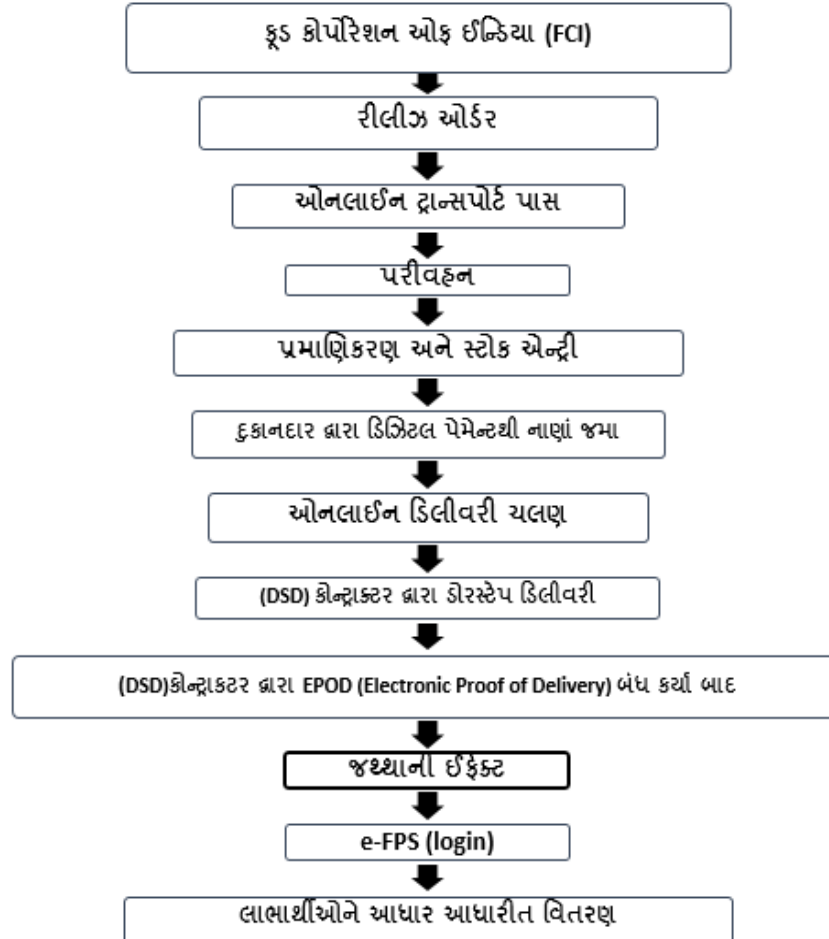 ફૂડ કોર્પોરેશન ઓફ ઈન્ડિયા (FCI)
રીલીઝ ઓર્ડર
ઓનલાઈન ટ્રાન્સપોર્ટ પાસ
પરીવહન
પ્રમાણિકરણ અને સ્ટોક એન્ટ્રી
દુકાનદાર દ્વારા ડિઝિટલ પેમેન્ટથી નાણાં જમા
ઓનલાઈન ડિલીવરી ચલણ
(DSD) કોન્ટ્રાક્ટર દ્વારા ડોરસ્ટેપ ડિલીવરી
(DSD)કોન્ટ્રાકટર દ્વારા EPOD (Electronic Proof of Delivery) બંધ કર્યા બાદ
જથ્થાની ઈફેક્ટ
e-FPS (login)
લાભાર્થીઓને આધાર આધારીત વિતરણ